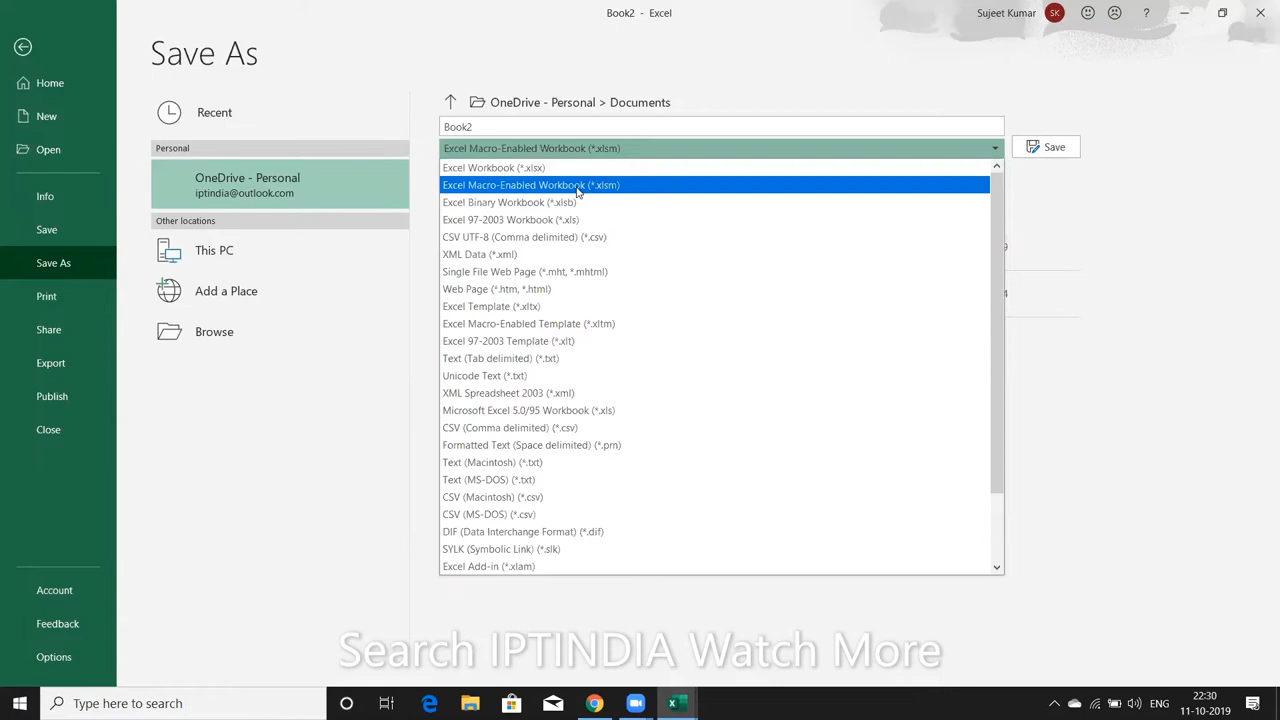 Book2 - Excel
Sujeet Kumar
SK
?
Save As
Home
New
Open
Info
Save
Save As
Print
Share
Export
Publish
Close
Account
Feedback
Options
Recent
Personal
OneDrive - Personal
iptindia@outlook.com
Other locations
This PC
Add a Place
Browse
OneDrive - Personal > Documents
Book2
Excel Macro-Enabled Workbook (*.xlsm)
Save
Excel Workbook (*.xlsx)
Excel Macro-Enabled Workbook (*.xlsm)
Excel Binary Workbook (*.xlsb)
Excel 97-2003 Workbook (*.xls)
CSV UTF-8 (Comma delimited) (*.csv)
XML Data (*.xml)
Single File Web Page (*.mht, *.mhtml)
Web Page (*.htm, *.html)
Excel Template (*.xltx)
Excel Macro-Enabled Template (*.xltm)
Excel 97-2003 Template (*.xlt)
Text (Tab delimited) (*.txt)
Unicode Text (*.txt)
XML Spreadsheet 2003 (*.xml)
Microsoft Excel 5.0/95 Workbook (*.xls)
CSV (Comma delimited) (*.csv)
Formatted Text (Space delimited) (*.prn)
Text (Macintosh) (*.txt)
Text (MS-DOS) (*.txt)
CSV (Macintosh) (*.csv)
CSV (MS-DOS) (*.csv)
DIF (Data Interchange Format) (*.dif)
SYLK (Symbolic Link) (*.slk)
Excel Add-in (*.xlam)
Search IPTINDIA Watch More
Type here to search
ENG
22:30
11-10-2019